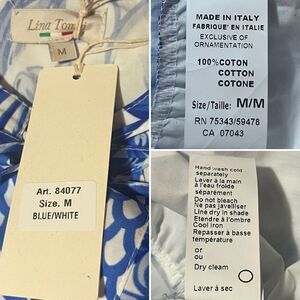 Lina Tomei
M
Art. 84077
Size. M
BLUE/WHITE
MADE IN ITALY
FABRIQUE' EN ITALIE
EXCLUSIVE OF
ORNAMENTATION
100%COTON
COTTON
COTONE
Size/Taille: M/M
RN 75343/59476
CA 07043
Hand wash cold
separately
Laver à la main
à l'eau froide
séparément
Do not bleach
Ne pas javelliser
Line dry in shade
Etendre à l'ombre
Cool iron
Repasser à basse
température
or
ou
Dry clean
Laver à sec